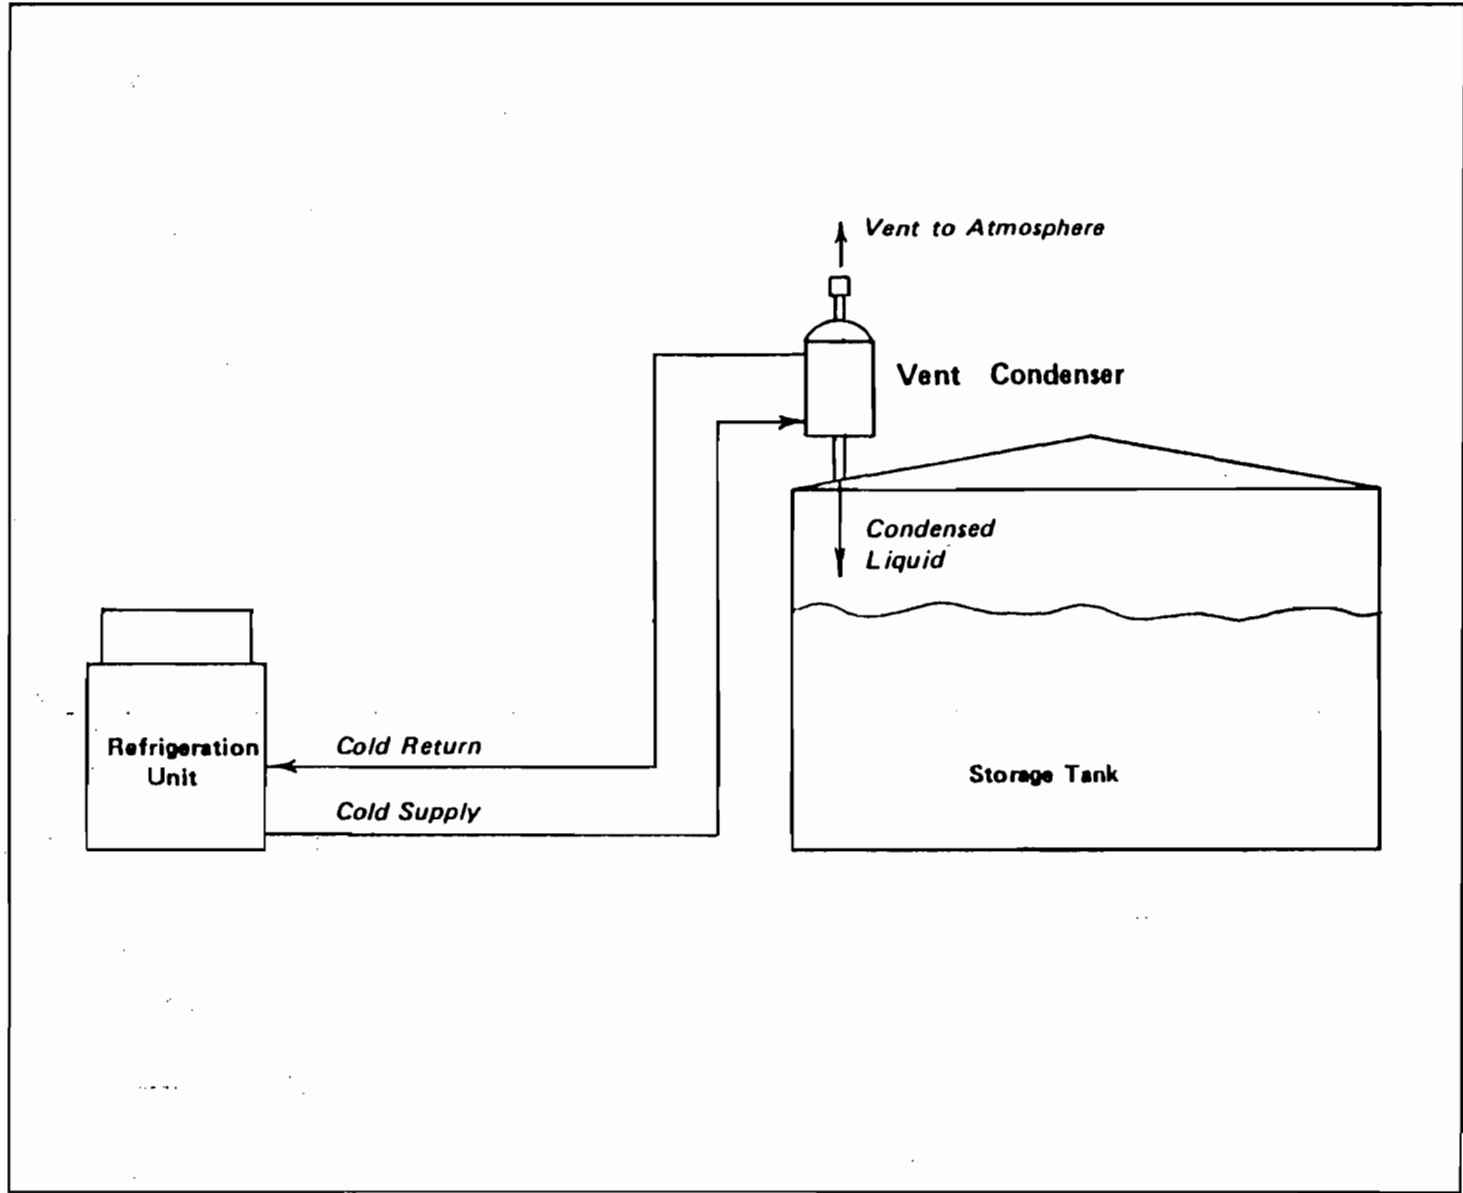 Vent to Atmosphere
Vent Condenser
Condensed
Liquid
Refrigeration
Unit
Cold Return
Storage Tank
Cold Supply